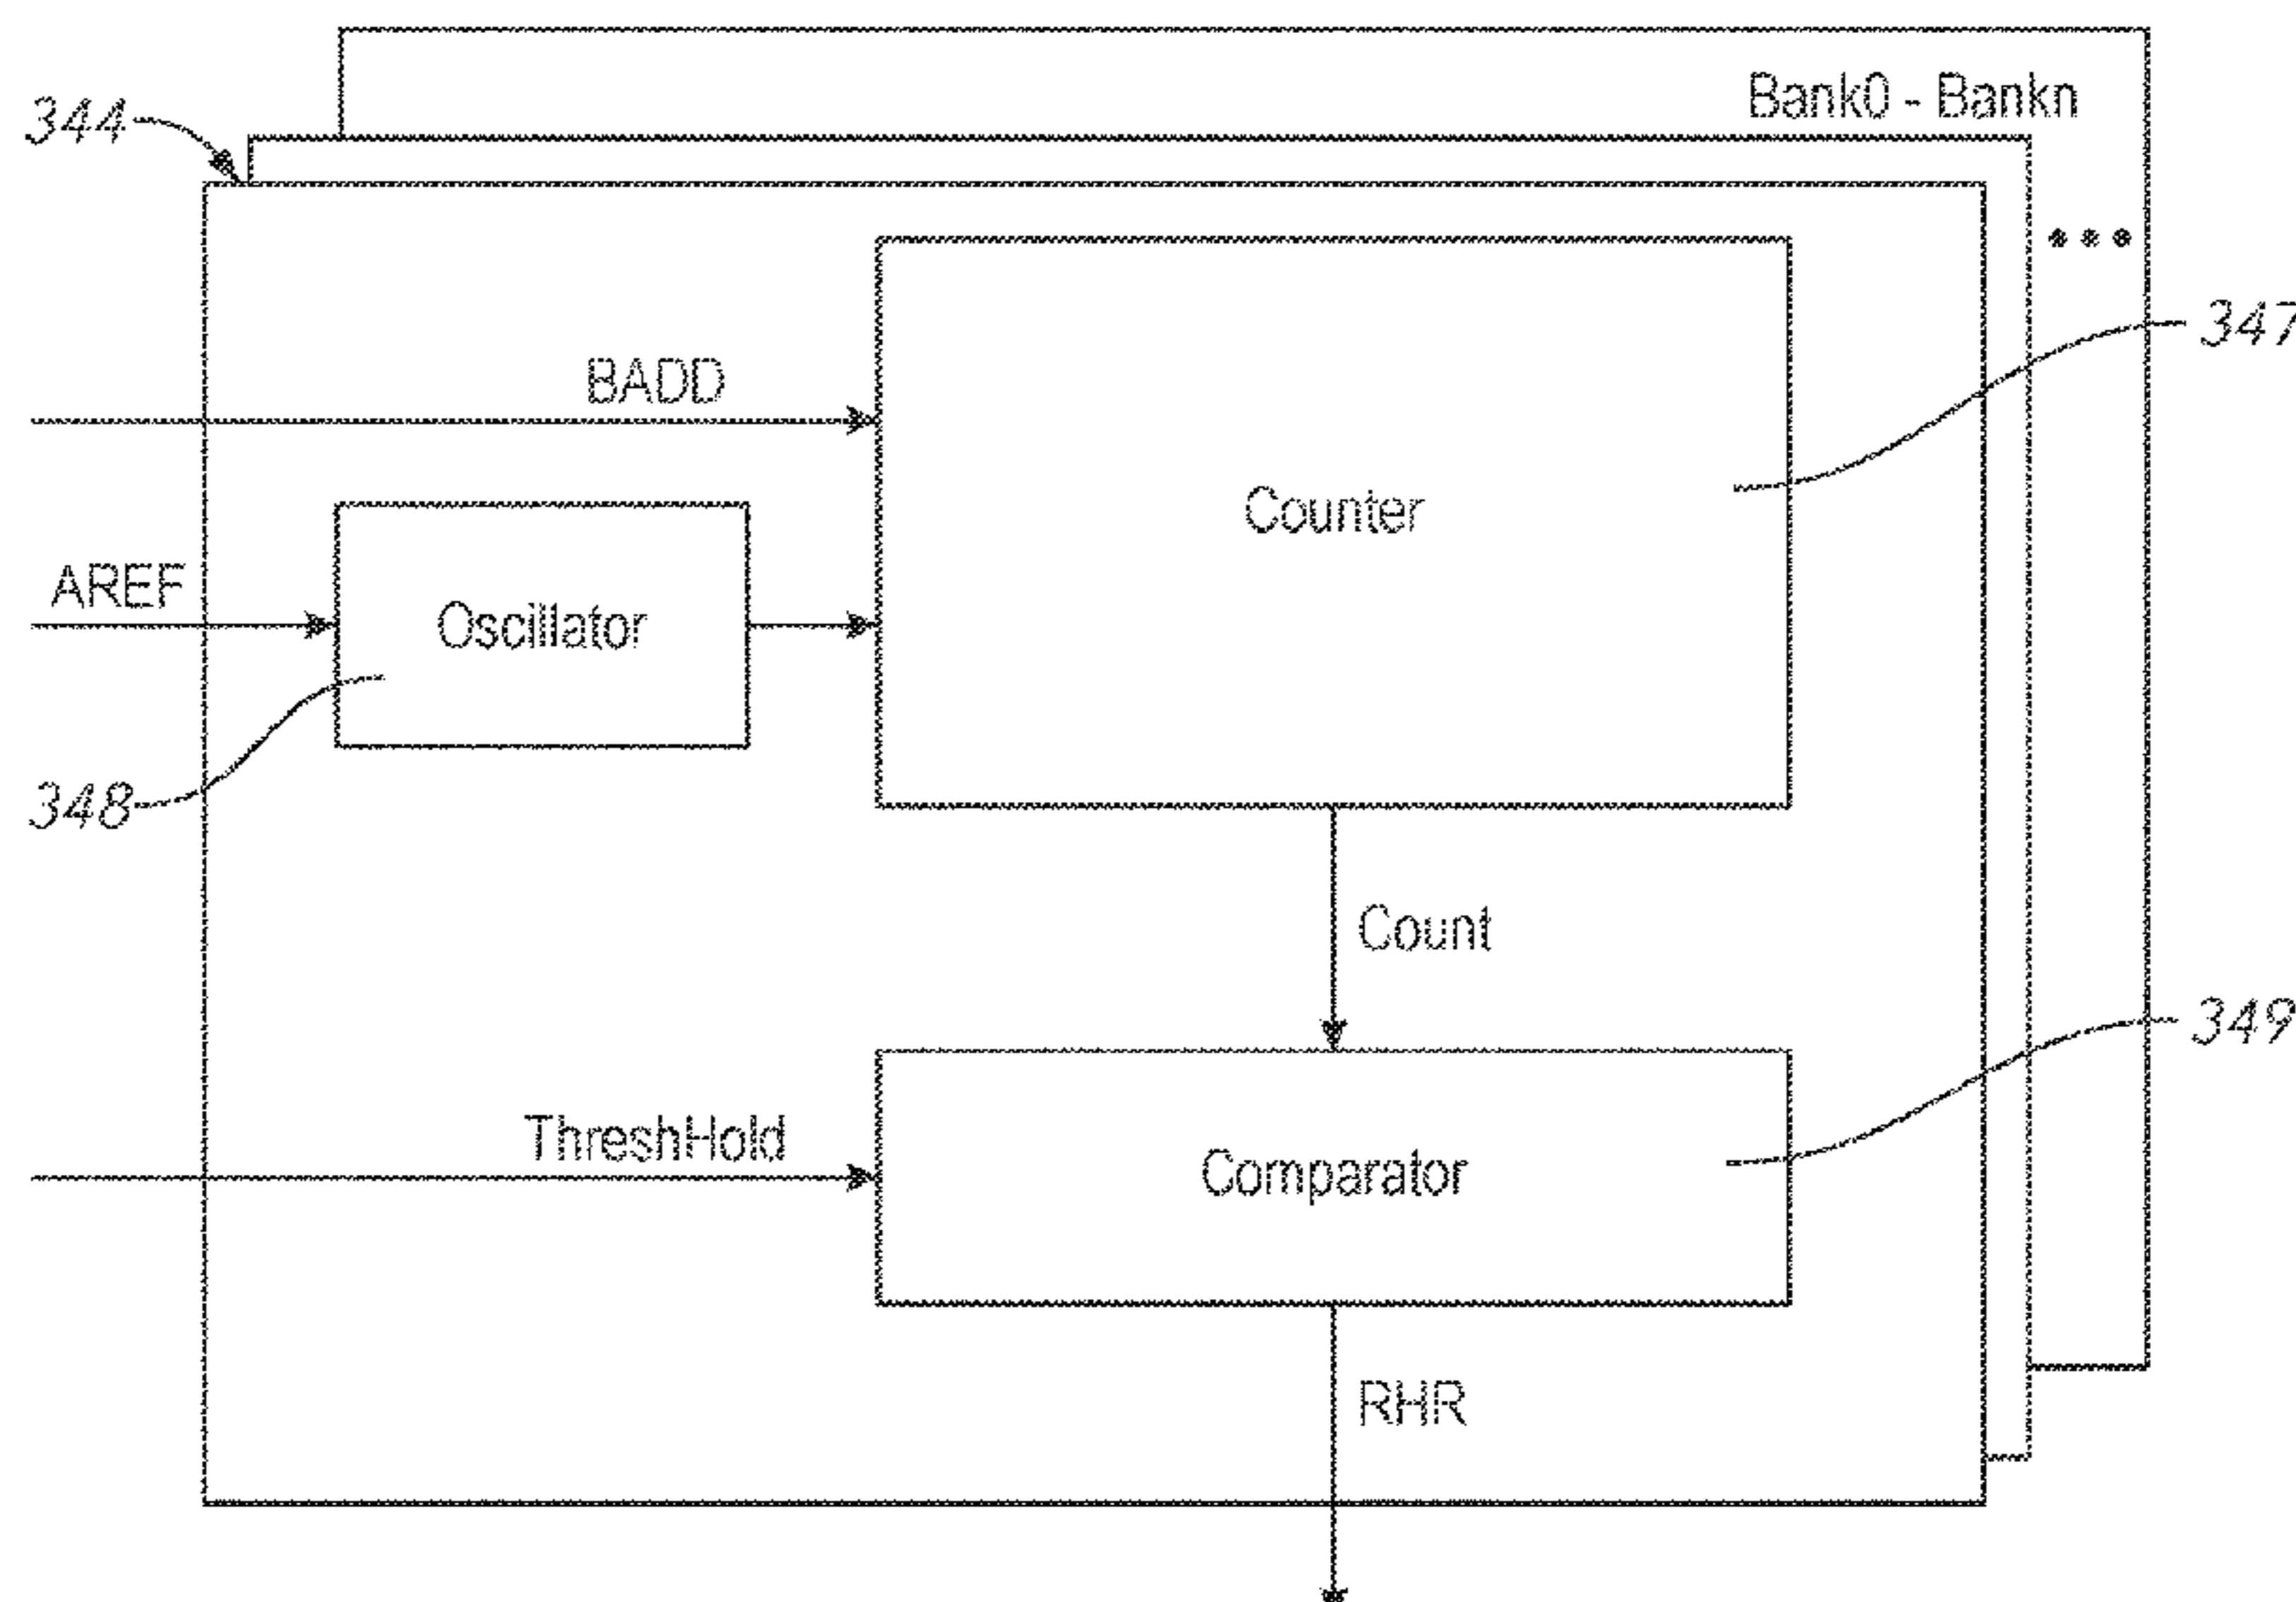 Bank0 - Bankn
344
347
BADD
Counter
AREF
Oscillator
348
Count
349
ThreshHold
Comparator
RHR